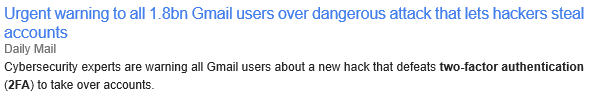 Urgent warning to all 1.8bn Gmail users over dangerous attack that lets hackers steal
accounts
Daily Mail
Cybersecurity experts are warning all Gmail users about a new hack that defeats two-factor authentication
(2FA) to take over accounts.